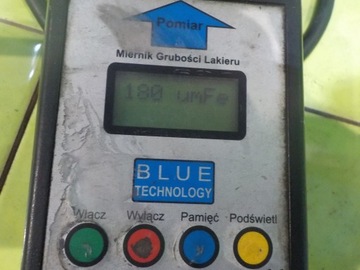 Pomiar
Miernik Grubości Lakieru
180 umFe
BLUE
TECHNOLOGY
Włącz Wyłącz Pamięć Podświetl